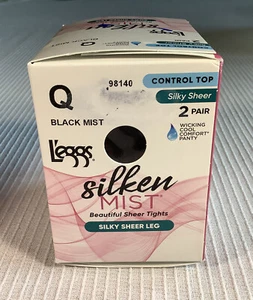 98140
CONTROL TOP
Q
Silky Sheer
2 PAIR
BLACK MIST
WICKING
COOL
COMFORT
PANTY
L'eggs®
silken
MIST®
Beautiful Sheer Tights
SILKY SHEER LEG